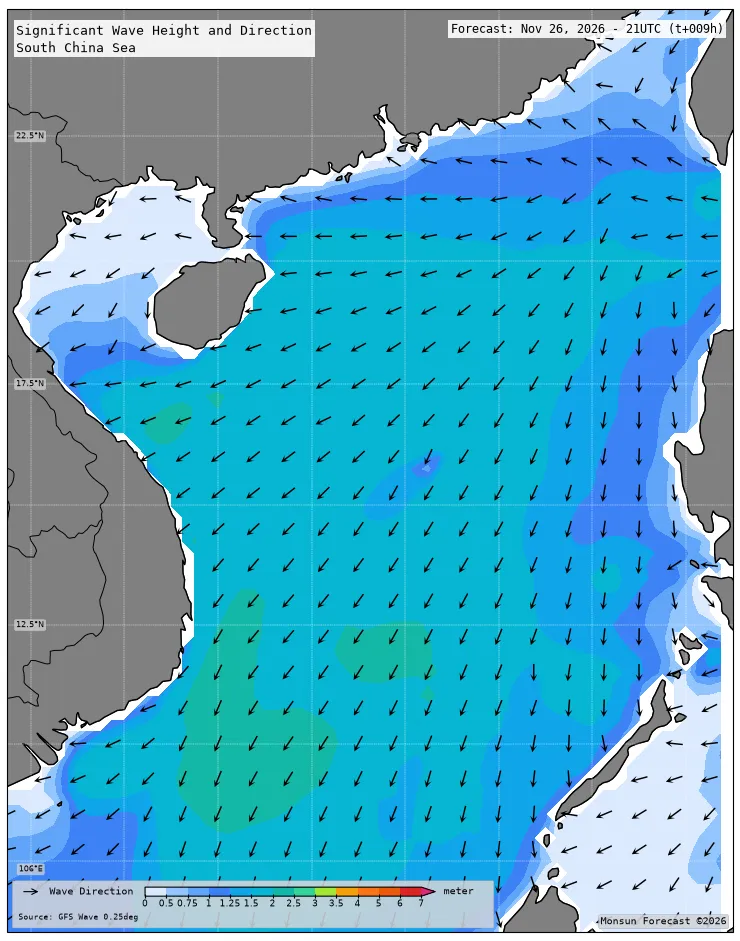 Significant Wave Height and Direction
South China Sea
Forecast: Nov 26, 2026 - 21UTC (t+009h)
22.5°N
17.5°N
12.5°N
106°E
Wave Direction
meter
0 0.5 0.75 1 1.25 1.5 2 2.5 3 3.5 4 5 6 7
Source: GFS Wave 0.25deg
Monsun Forecast ©2026